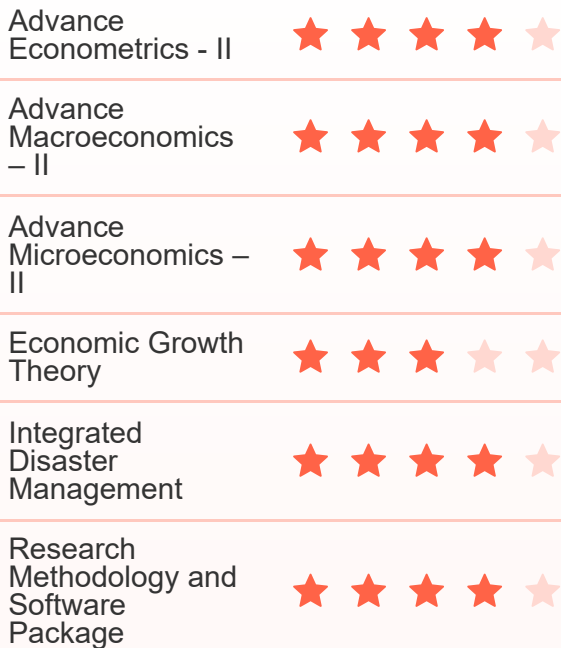 Advance
Econometrics - II
Advance
Macroeconomics
– II
Advance
Microeconomics –
II
Economic Growth
Theory
Integrated
Disaster
Management
Research
Methodology and
Software
Package